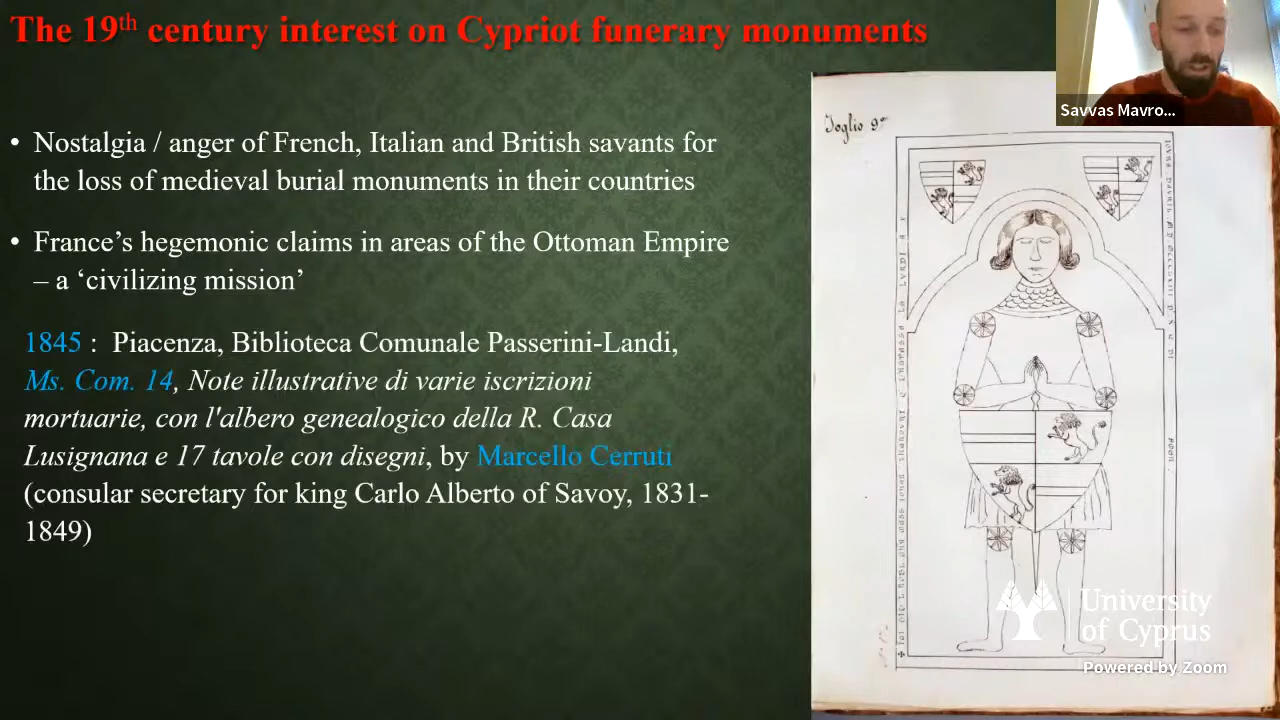 The 19th century interest on Cypriot funerary monuments
• Nostalgia / anger of French, Italian and British savants for
the loss of medieval burial monuments in their countries
• France’s hegemonic claims in areas of the Ottoman Empire
– a ‘civilizing mission’
1845 : Piacenza, Biblioteca Comunale Passerini-Landi,
Ms. Com. 14, Note illustrative di varie iscrizioni
mortuarie, con l'albero genealogico della R. Casa
Lusignana e 17 tavole con disegni, by Marcello Cerruti
(consular secretary for king Carlo Alberto of Savoy, 1831-
1849)
Savvas Mavro...
Foglio 9°
University
of Cyprus
Powered by Zoom